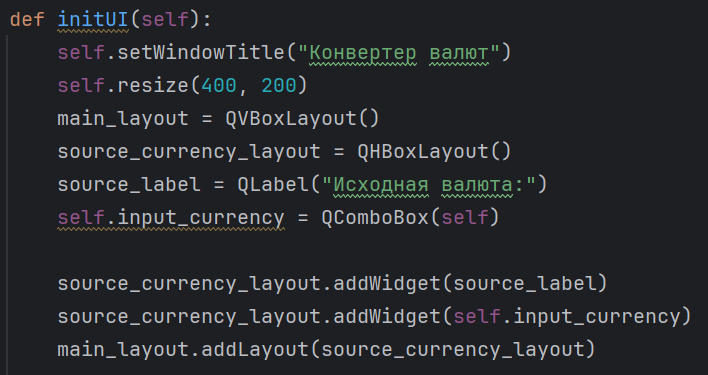 def initUI(self):
self.setWindowTitle("Конвертер валют")
self.resize(400, 200)
main_layout = QVBoxLayout()
source_currency_layout = QHBoxLayout()
source_label = QLabel("Исходная валюта:")
self.input_currency = QComboBox(self)
source_currency_layout.addWidget(source_label)
source_currency_layout.addWidget(self.input_currency)
main_layout.addLayout(source_currency_layout)